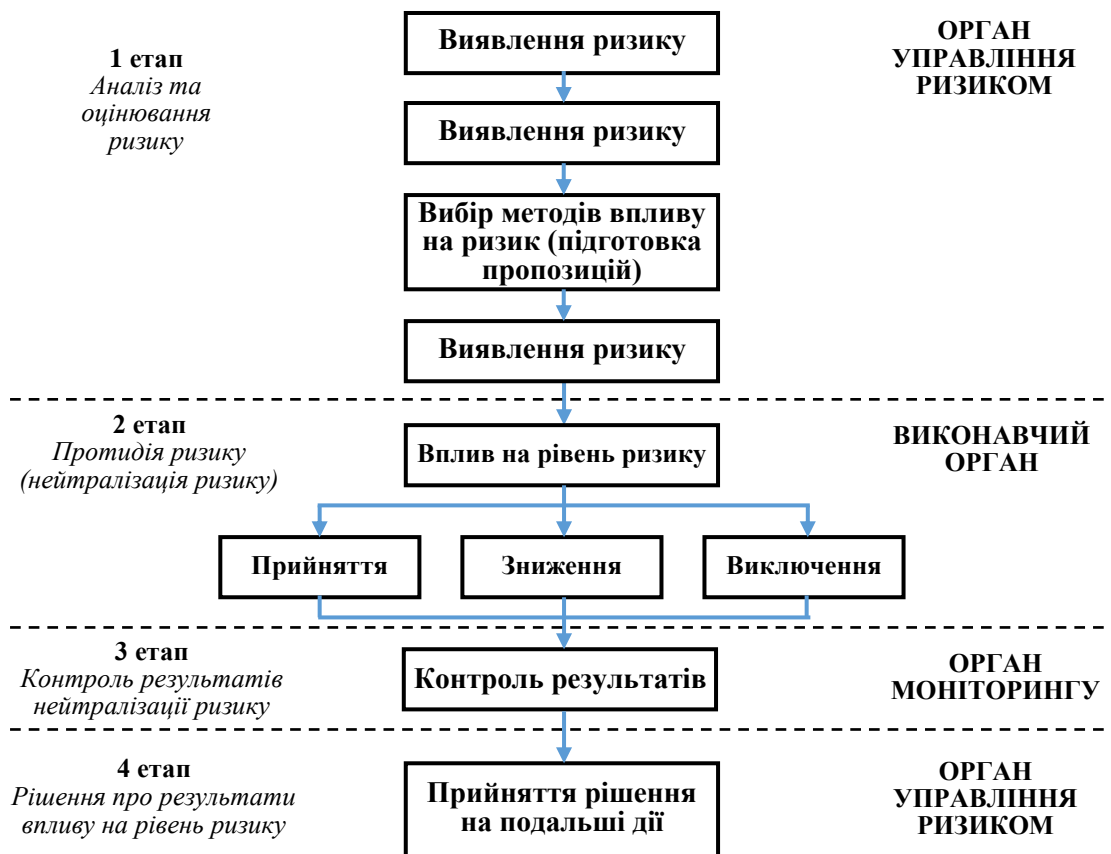 1 етап
Аналіз та
оцінювання
ризику
Виявлення ризику
ОРГАН
УПРАВЛІННЯ
РИЗИКОМ
Виявлення ризику
Вибір методів впливу
на ризик (підготовка
пропозицій)
Виявлення ризику
2 етап
Протидія ризику
(нейтралізація ризику)
Вплив на рівень ризику
ВИКОНАВЧИЙ
ОРГАН
Прийняття
Зниження
Виключення
3 етап
Контроль результатів
нейтралізації ризику
Контроль результатів
ОРГАН
МОНІТОРИНГУ
4 етап
Рішення про результати
впливу на рівень ризику
Прийняття рішення
на подальші дії
ОРГАН
УПРАВЛІННЯ
РИЗИКОМ